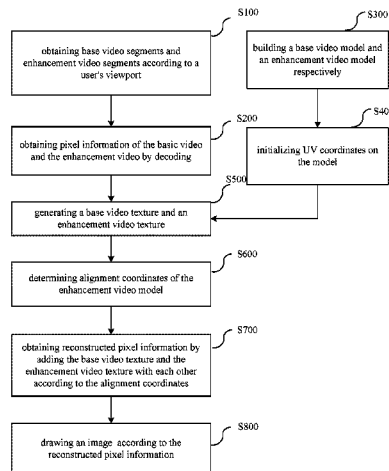 S100
obtaining base video segments and
enhancement video segments according to
a user's viewport
S300
building a base video model and
an enhancement video model
respectively
S200
obtaining pixel information of the basic video
and the enhancement video by decoding
S40
initializing UV coordinates on
the model
S500
generating a base video texture and an
enhancement video texture
S600
determining alignment coordinates of the
enhancement video model
S700
obtaining reconstructed pixel information by
adding the base video texture and the
enhancement video texture with each other
according to the alignment coordinates
S800
drawing an image according to the
reconstructed pixel information